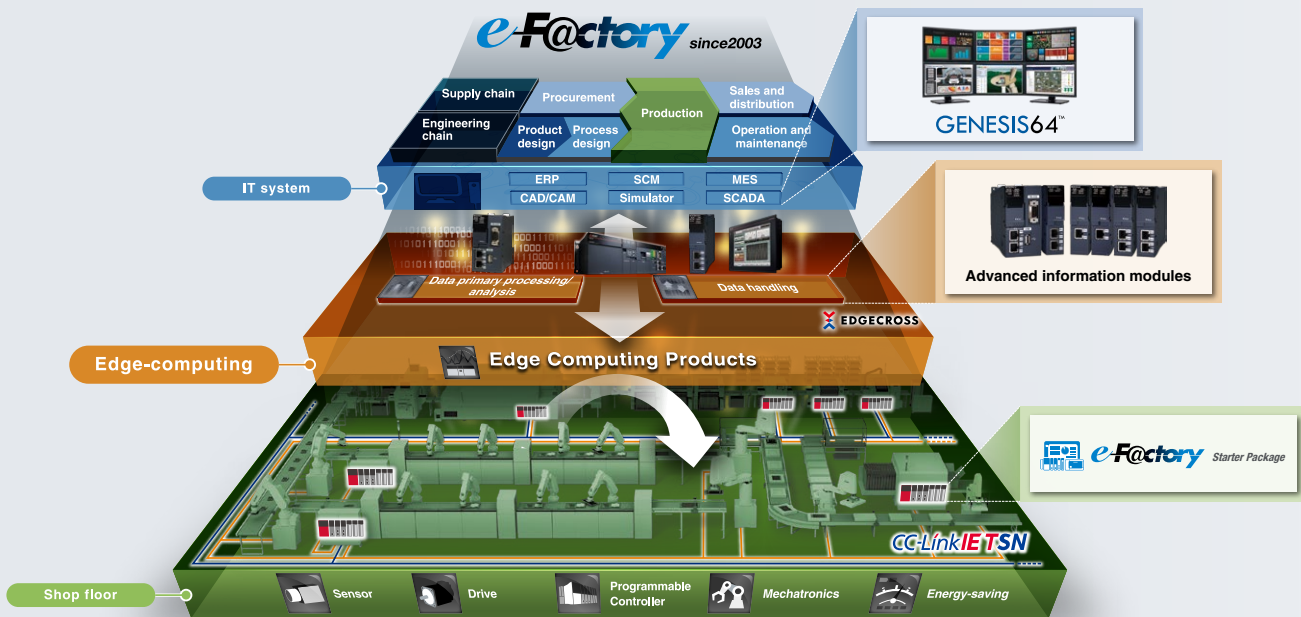 e-F@ctory since2003
Supply chain
Procurement
Production
Sales and
distribution
Engineering
chain
Product
design
Process
design
Operation and
maintenance
GENESIS64™
IT system
ERP
SCM
MES
CAD/CAM
Simulator
SCADA
Data primary processing/
analysis
Data handling
Advanced information modules
EDGECROSS
Edge-computing
Edge Computing Products
e-F@ctory Starter Package
CC-Link IE TSN
Shop floor
Sensor
Drive
Programmable
Controller
Mechatronics
Energy-saving